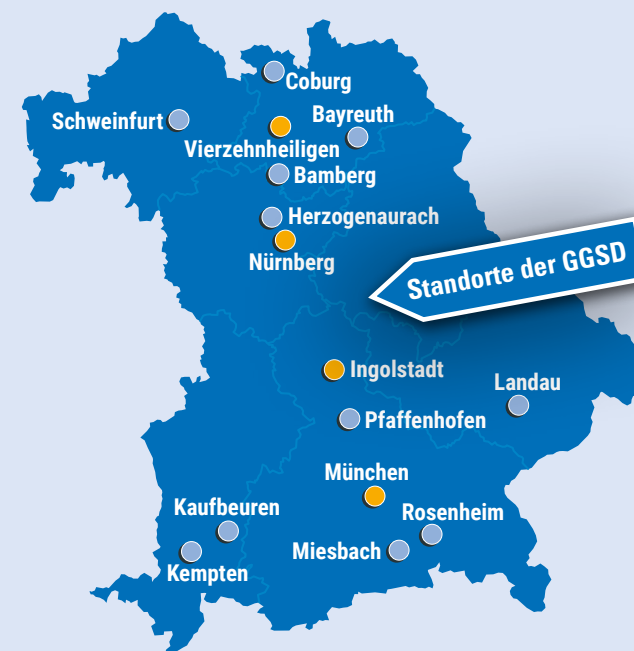 Coburg
Schweinfurt
Bayreuth
Vierzehnheiligen
Bamberg
Herzogenaurach
Nürnberg
Standorte der GGSD
Ingolstadt
Landau
Pfaffenhofen
München
Kaufbeuren
Rosenheim
Miesbach
Kempten